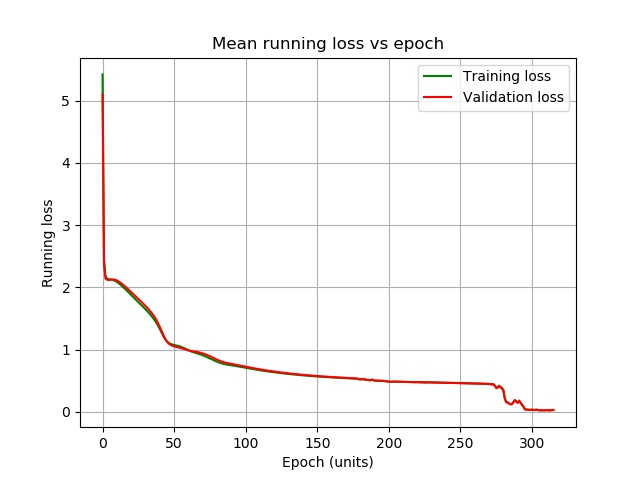 Mean running loss vs epoch
Training loss
Validation loss
5
4
3
2
1
0
Running loss
0 50 100 150 200 250 300
Epoch (units)